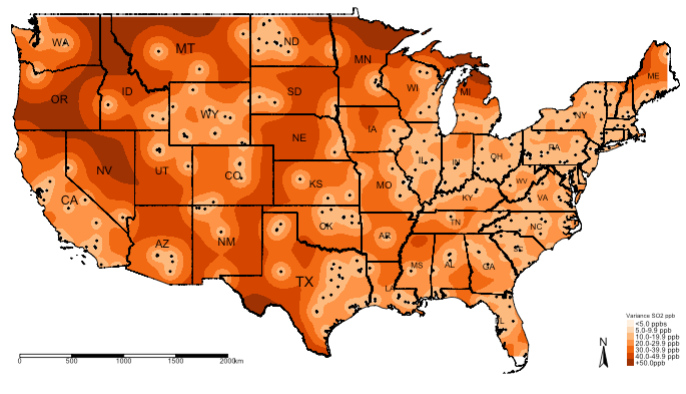 WA
MT
ND
MN
ME
OR
ID
WI
MI
SD
WY
NY
IA
NE
IL
IN
OH
PA
NV
UT
CO
CA
KS
MO
WV
VA
KY
AZ
NM
OK
AR
TN
NC
SC
TX
MS
AL
GA
LA
FL
Variance SO2 ppb
<5.0 ppbs
5.0-9.9 ppb
10.0-19.9 ppb
20.0-29.9 ppb
30.0-39.9 ppb
40.0-49.9 ppb
+50.0ppb
N
0 500 1000 1500 2000km